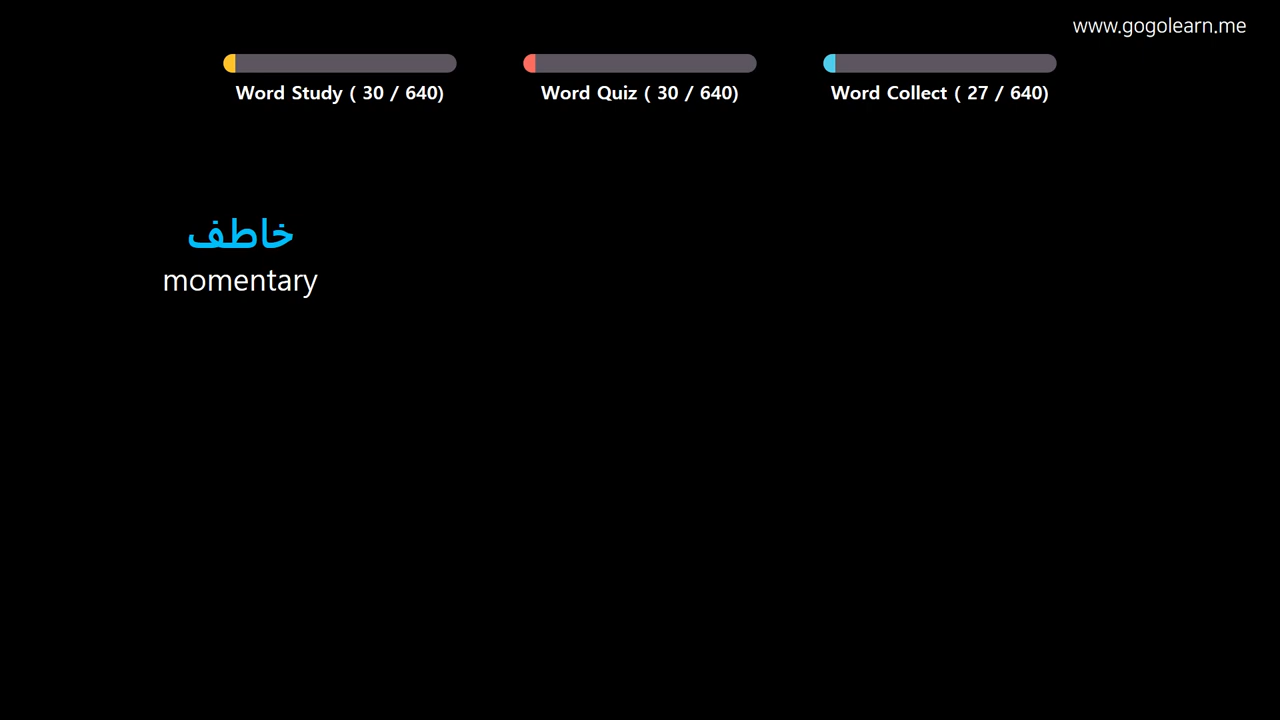 www.gogolearn.me
Word Study ( 30 / 640)
Word Quiz ( 30 / 640)
Word Collect ( 27 / 640)
خاطف
momentary